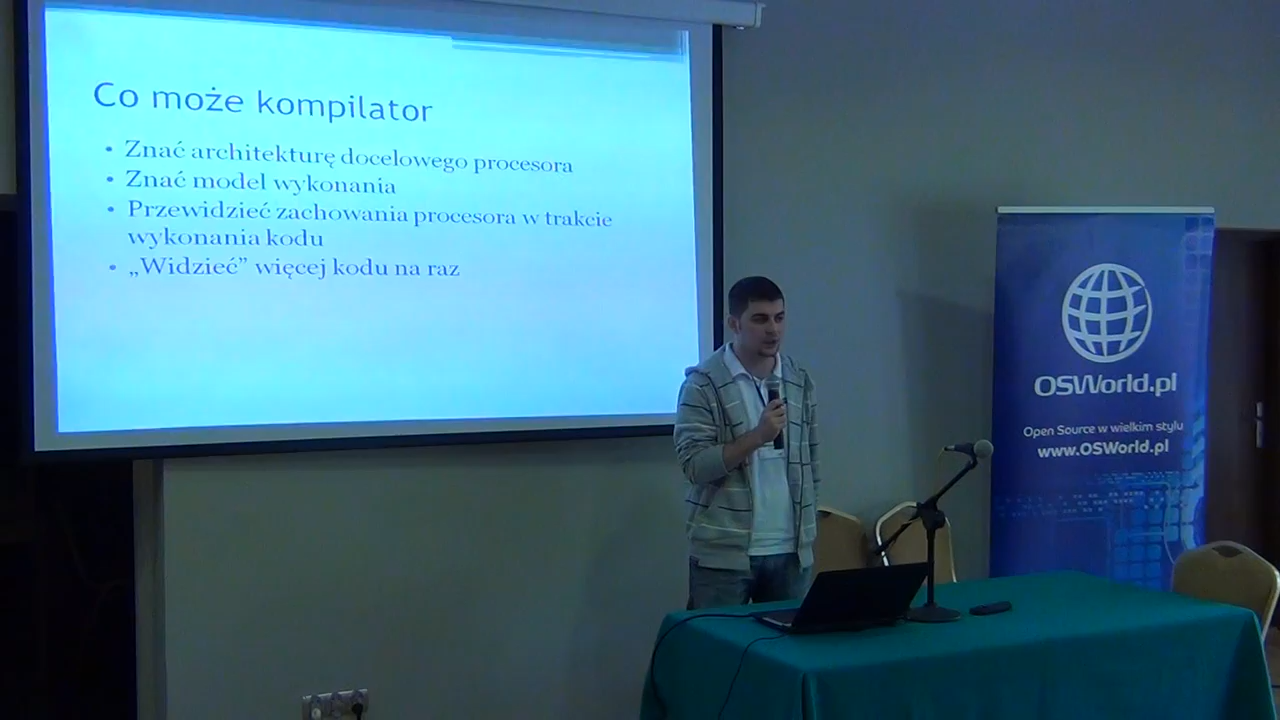 Co może kompilator
• Znać architekturę docelowego procesora
• Znać model wykonania
• Przewidzieć zachowania procesora w trakcie
wykonania kodu
• „Widzieć” więcej kodu na raz
OSWorld.pl
Open Source w wielkim stylu
www.OSWorld.pl